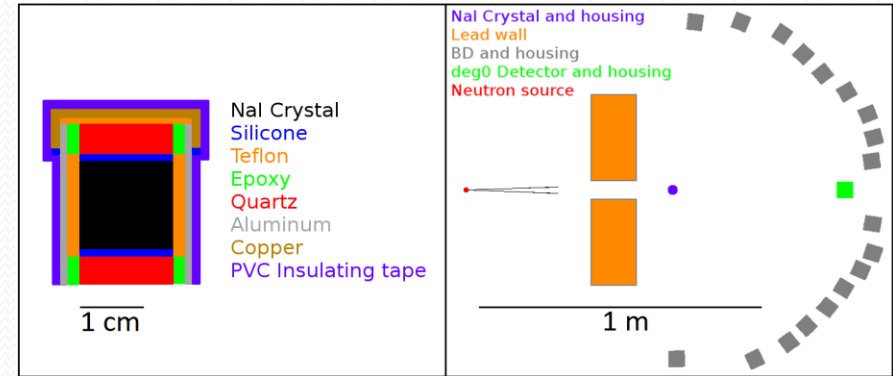 NaI Crystal
Silicone
Teflon
Epoxy
Quartz
Aluminum
Copper
PVC Insulating tape
1 cm
NaI Crystal and housing
Lead wall
BD and housing
deg0 Detector and housing
Neutron source
1 m